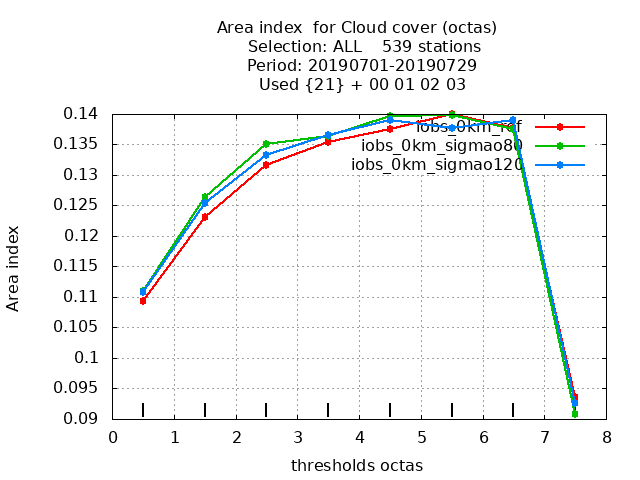 Area index  for Cloud cover (octas)
Selection: ALL    539 stations
Period: 20190701-20190729
Used {21} + 00 01 02 03
iobs_0km_ref
iobs_0km_sigmao80
iobs_0km_sigmao120
Area index
0.14
0.135
0.13
0.125
0.12
0.115
0.11
0.105
0.1
0.095
0.09
0 1 2 3 4 5 6 7 8
thresholds octas